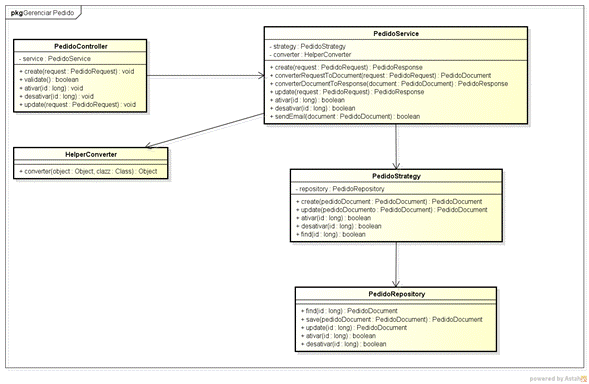 pkg Gerenciar Pedido
PedidoController
- service : PedidoService
+ create(request : PedidoRequest) : void
+ validate() : boolean
+ ativar(id : long) : void
+ desativar(id : long) : void
+ update(request : PedidoRequest) : void
PedidoService
- strategy : PedidoStrategy
- converter : HelperConverter
+ create(request : PedidoRequest) : PedidoResponse
+ converterRequestToDocument(request : PedidoRequest) : PedidoDocument
+ converterDocumentToResponse(document : PedidoDocument) : PedidoResponse
+ update(request : PedidoRequest) : PedidoResponse
+ ativar(id : long) : boolean
+ desativar(id : long) : boolean
+ sendEmail(document : PedidoDocument) : boolean
HelperConverter
+ converter(object : Object, clazz : Class) : Object
PedidoStrategy
- repository : PedidoRepository
+ create(pedidoDocument : PedidoDocument) : PedidoDocument
+ update(pedidoDocumento : PedidoDocument) : PedidoDocument
+ ativar(id : long) : boolean
+ desativar(id : long) : boolean
+ find(id : long) : boolean
PedidoRepository
+ find(id : long) : PedidoDocument
+ save(pedidoDocument : PedidoDocument) : PedidoDocument
+ update(id : long) : PedidoDocument
+ ativar(id : long) : boolean
+ desativar(id : long) : boolean
powered by Astah